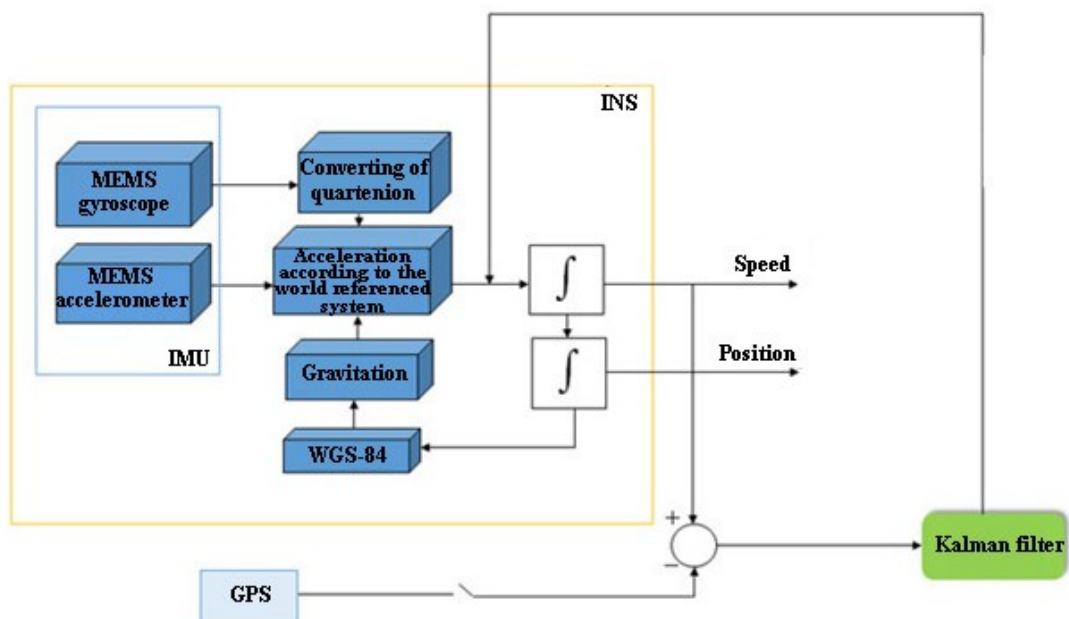 INS
MEMS
gyroscope
Converting of
quartenion
MEMS
accelerometer
Acceleration
according to the
world referenced
system
∫
Speed
IMU
Gravitation
∫
Position
WGS-84
+
−
Kalman filter
GPS